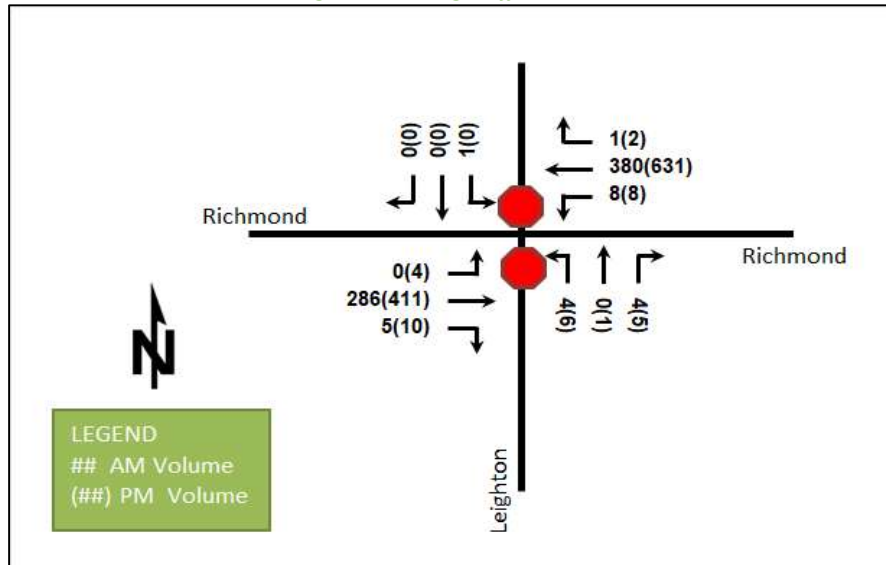 0(0)
0(0)
1(0)
1(2)
380(631)
8(8)
Richmond
Richmond
0(4)
286(411)
5(10)
4(6)
0(1)
4(5)
N
LEGEND
## AM Volume
(##) PM Volume
Leighton